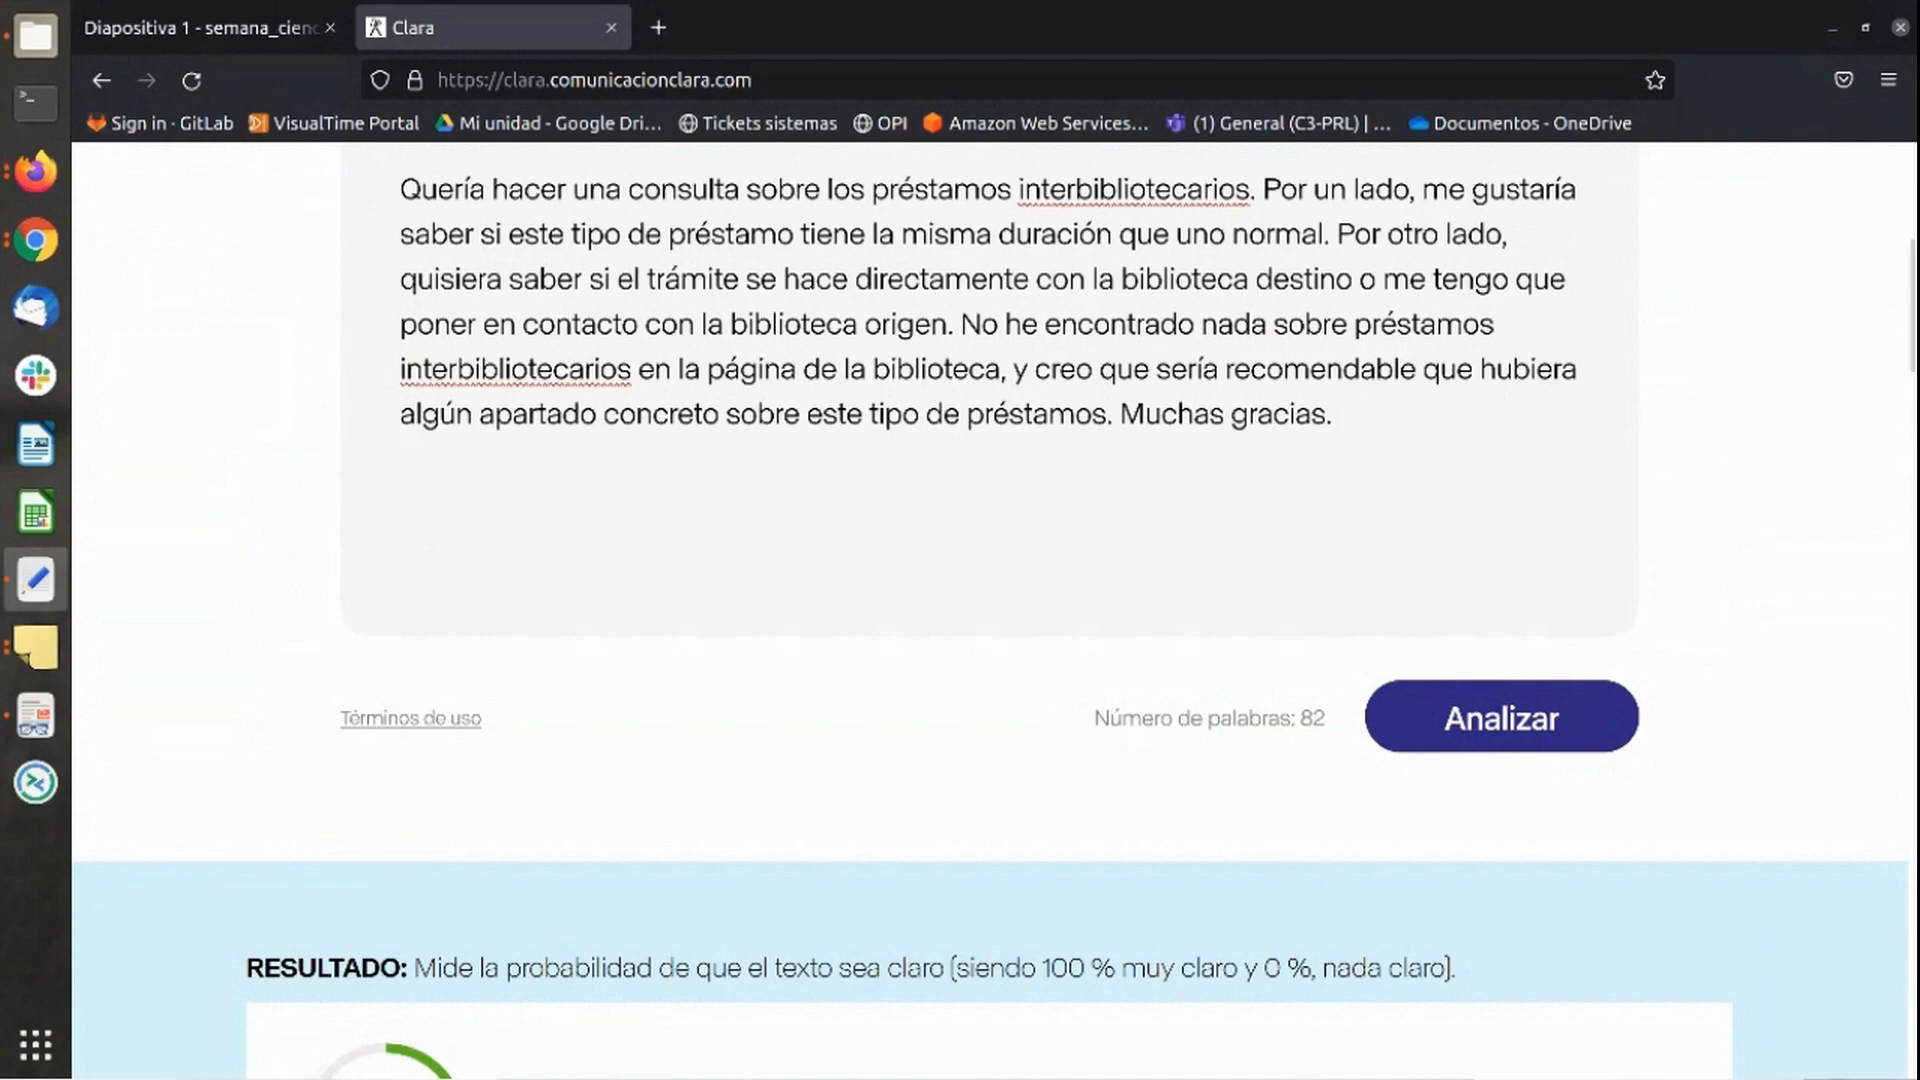 Diapositiva 1 - semana_cienc
Clara
https://clara.comunicacionclara.com
Sign in · GitLab
VisualTime Portal
Mi unidad - Google Dri...
Tickets sistemas
OPI
Amazon Web Services...
(1) General (C3-PRL) | ...
Documentos - OneDrive
Quería hacer una consulta sobre los préstamos interbibliotecarios. Por un lado, me gustaría
saber si este tipo de préstamo tiene la misma duración que uno normal. Por otro lado,
quisiera saber si el trámite se hace directamente con la biblioteca destino o me tengo que
poner en contacto con la biblioteca origen. No he encontrado nada sobre préstamos
interbibliotecarios en la página de la biblioteca, y creo que sería recomendable que hubiera
algún apartado concreto sobre este tipo de préstamos. Muchas gracias.
Términos de uso
Número de palabras: 82
Analizar
RESULTADO: Mide la probabilidad de que el texto sea claro (siendo 100 % muy claro y 0 %, nada claro).